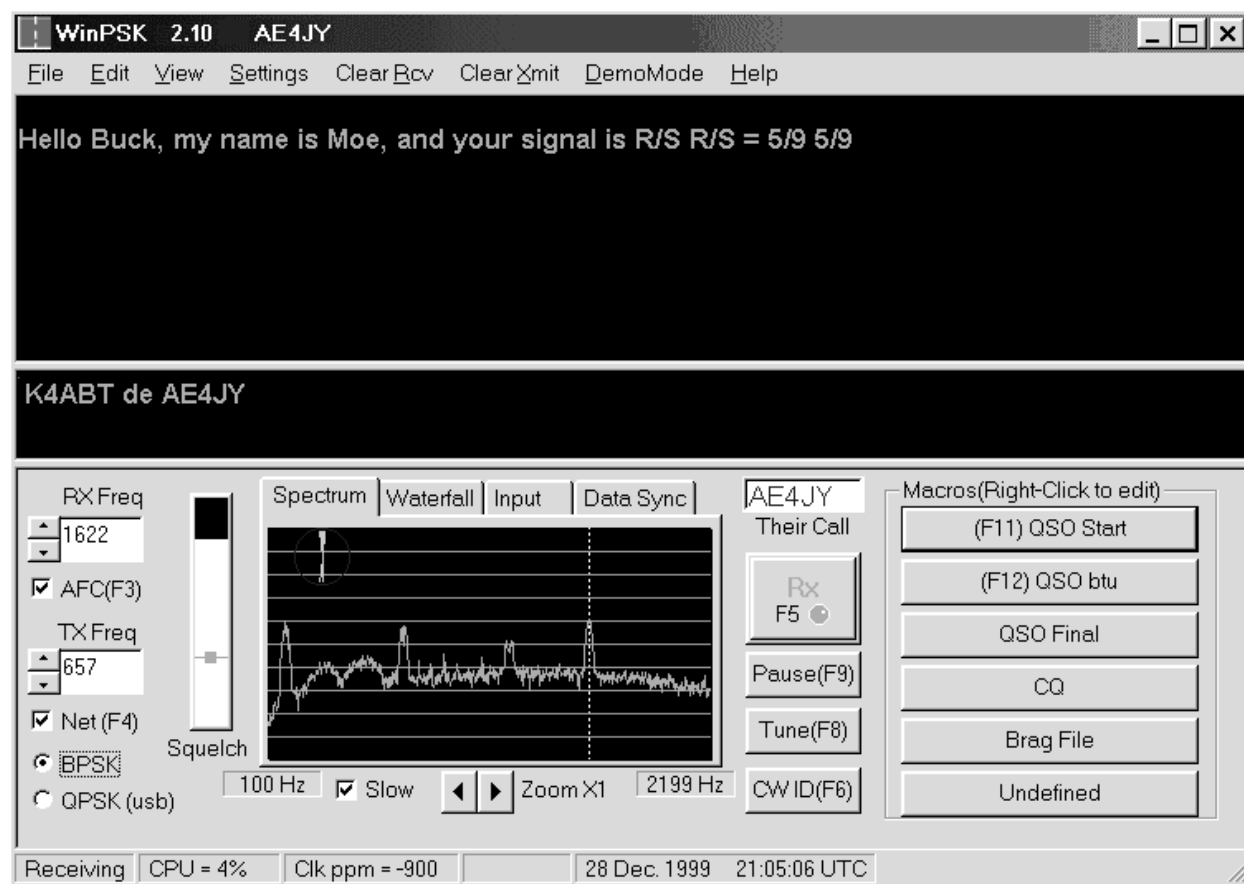 WinPSK 2.10 AE4JY
File Edit View Settings Clear Rcv Clear Xmit DemoMode Help
Hello Buck, my name is Moe, and your signal is R/S R/S = 5/9 5/9
K4ABT de AE4JY
RX Freq
1622
AFC(F3)
TX Freq
657
Net (F4)
BPSK
QPSK (usb)
Squelch
Spectrum Waterfall Input Data Sync
100 Hz Slow Zoom X1 2199 Hz
AE4JY
Their Call
Rx
F5
Pause(F9)
Tune(F8)
CW ID(F6)
Macros(Right-Click to edit)
(F11) QSO Start
(F12) QSO btu
QSO Final
CQ
Brag File
Undefined
Receiving CPU = 4% Clk ppm = -900 28 Dec. 1999 21:05:06 UTC